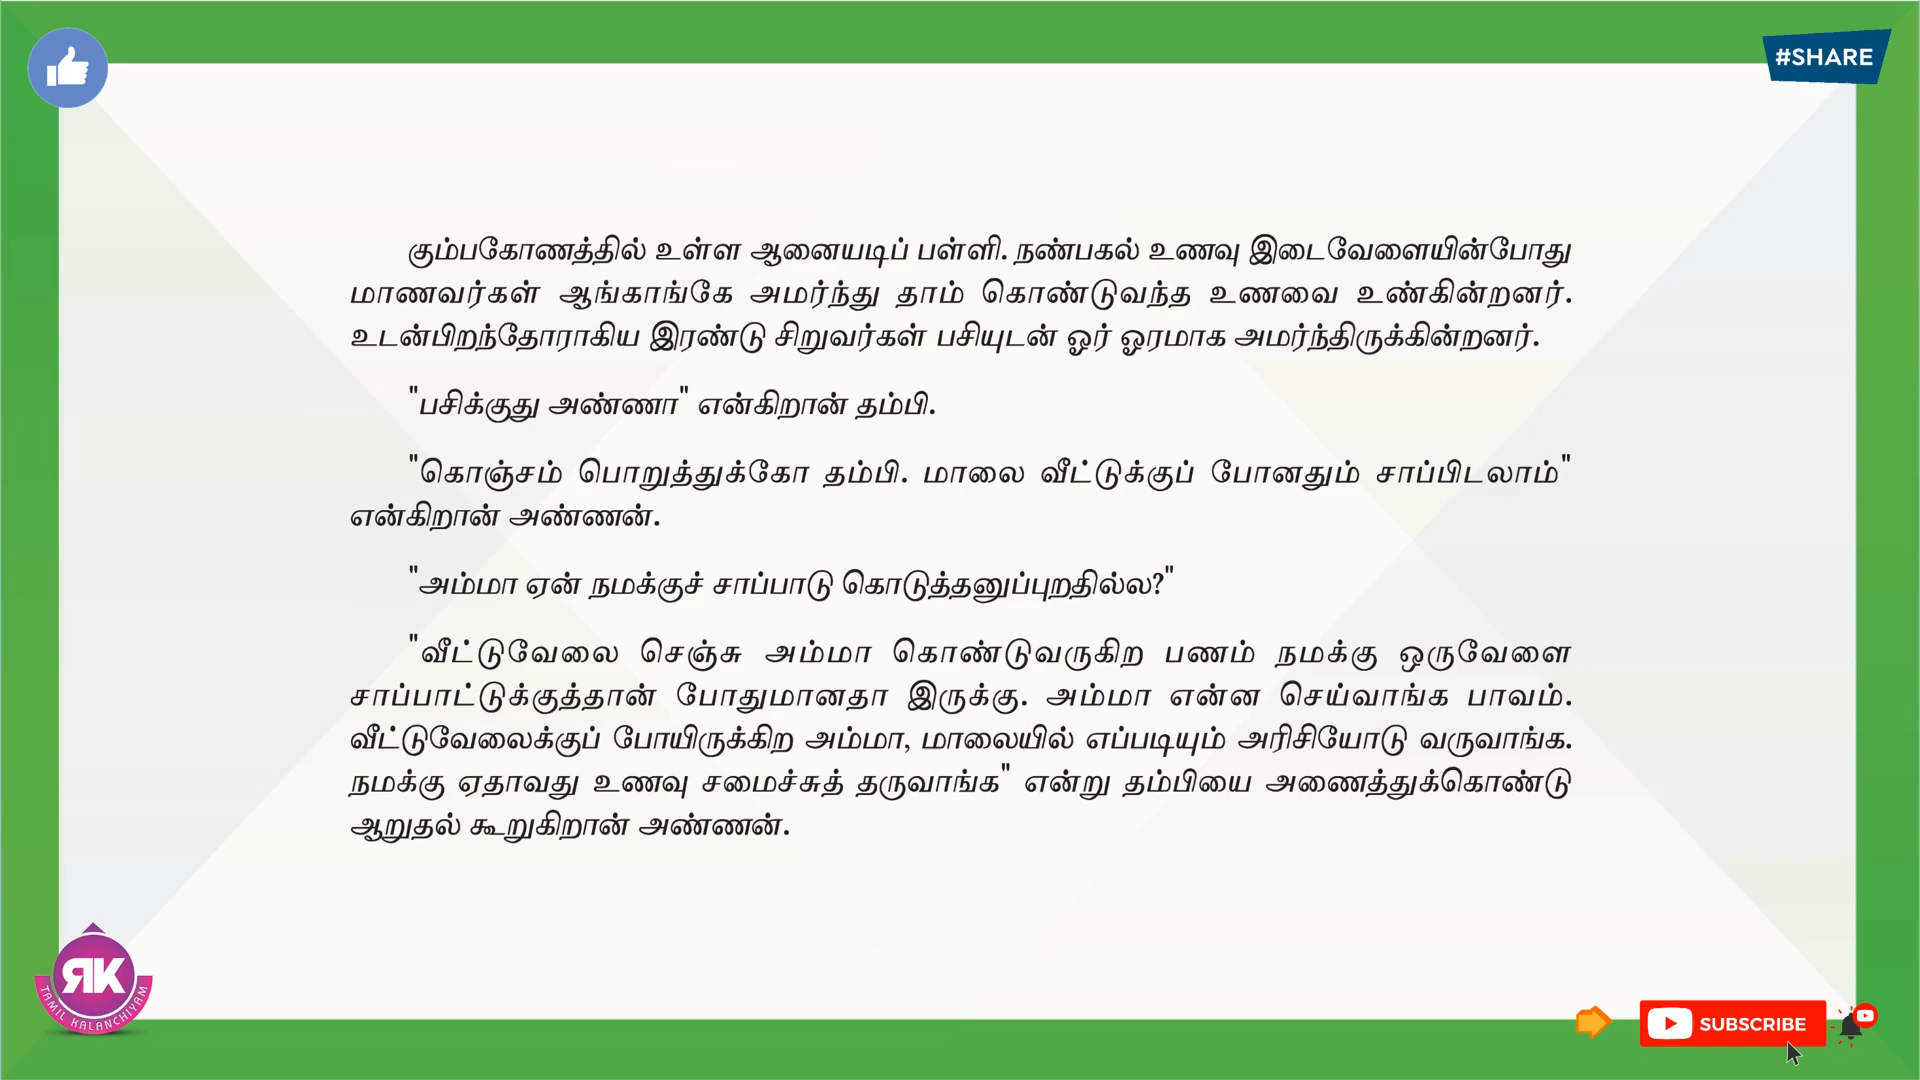 #SHARE
கும்பகோணத்தில் உள்ள ஆனையடிப் பள்ளி. நண்பகல் உணவு இடைவேளையின்போது
மாணவர்கள் ஆங்காங்கே அமர்ந்து தாம் கொண்டுவந்த உணவை உண்கின்றனர்.
உடன்பிறந்தோராகிய இரண்டு சிறுவர்கள் பசியுடன் ஓர் ஓரமாக அமர்ந்திருக்கின்றனர்.
"பசிக்குது அண்ணா" என்கிறான் தம்பி.
"கொஞ்சம் பொறுத்துக்கோ தம்பி. மாலை வீட்டுக்குப் போனதும் சாப்பிடலாம்"
என்கிறான் அண்ணன்.
"அம்மா ஏன் நமக்குச் சாப்பாடு கொடுத்தனுப்புறதில்ல?"
"வீட்டுவேலை செஞ்சு அம்மா கொண்டுவருகிற பணம் நமக்கு ஒருவேளை
சாப்பாட்டுக்குத்தான் போதுமானதா இருக்கு. அம்மா என்ன செய்வாங்க பாவம்.
வீட்டுவேலைக்குப் போயிருக்கிற அம்மா, மாலையில் எப்படியும் அரிசியோடு வருவாங்க.
நமக்கு ஏதாவது உணவு சமைச்சுத் தருவாங்க" என்று தம்பியை அணைத்துக்கொண்டு
ஆறுதல் கூறுகிறான் அண்ணன்.
ЯK
TAMIL KALANCHIYAM
SUBSCRIBE